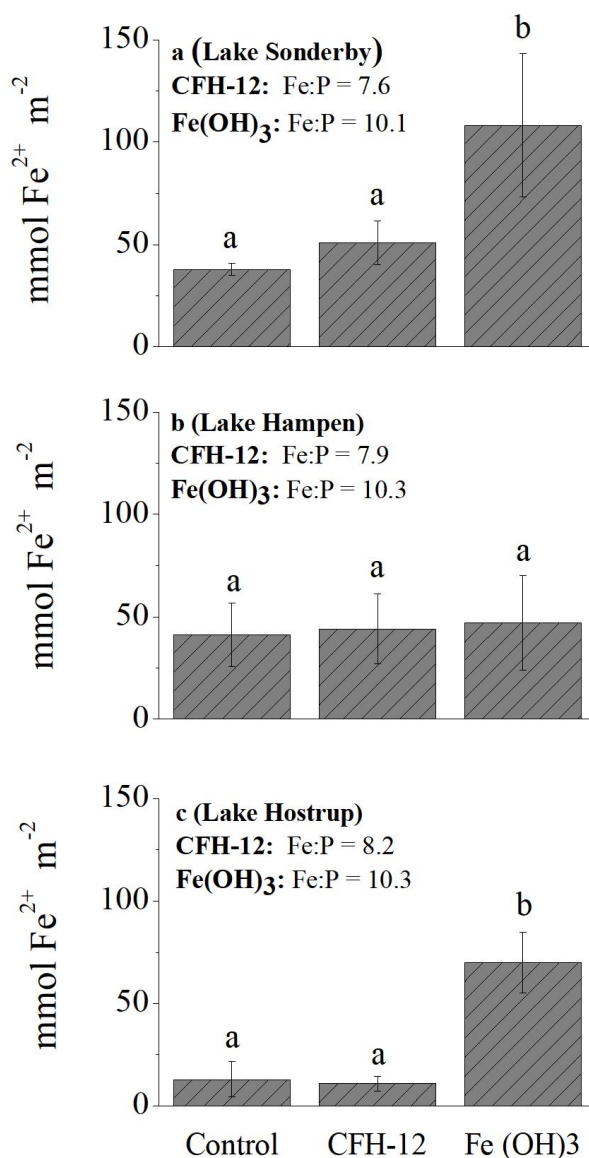 150
100
50
0
mmol Fe²⁺ m⁻²
a (Lake Sonderby)
CFH-12: Fe:P = 7.6
Fe(OH)₃: Fe:P = 10.1
a
a
b
150
100
50
0
mmol Fe²⁺ m⁻²
b (Lake Hampen)
CFH-12: Fe:P = 7.9
Fe(OH)₃: Fe:P = 10.3
a
a
a
150
100
50
0
mmol Fe²⁺ m⁻²
c (Lake Hostrup)
CFH-12: Fe:P = 8.2
Fe(OH)₃: Fe:P = 10.3
a
a
b
Control CFH-12 Fe (OH)3